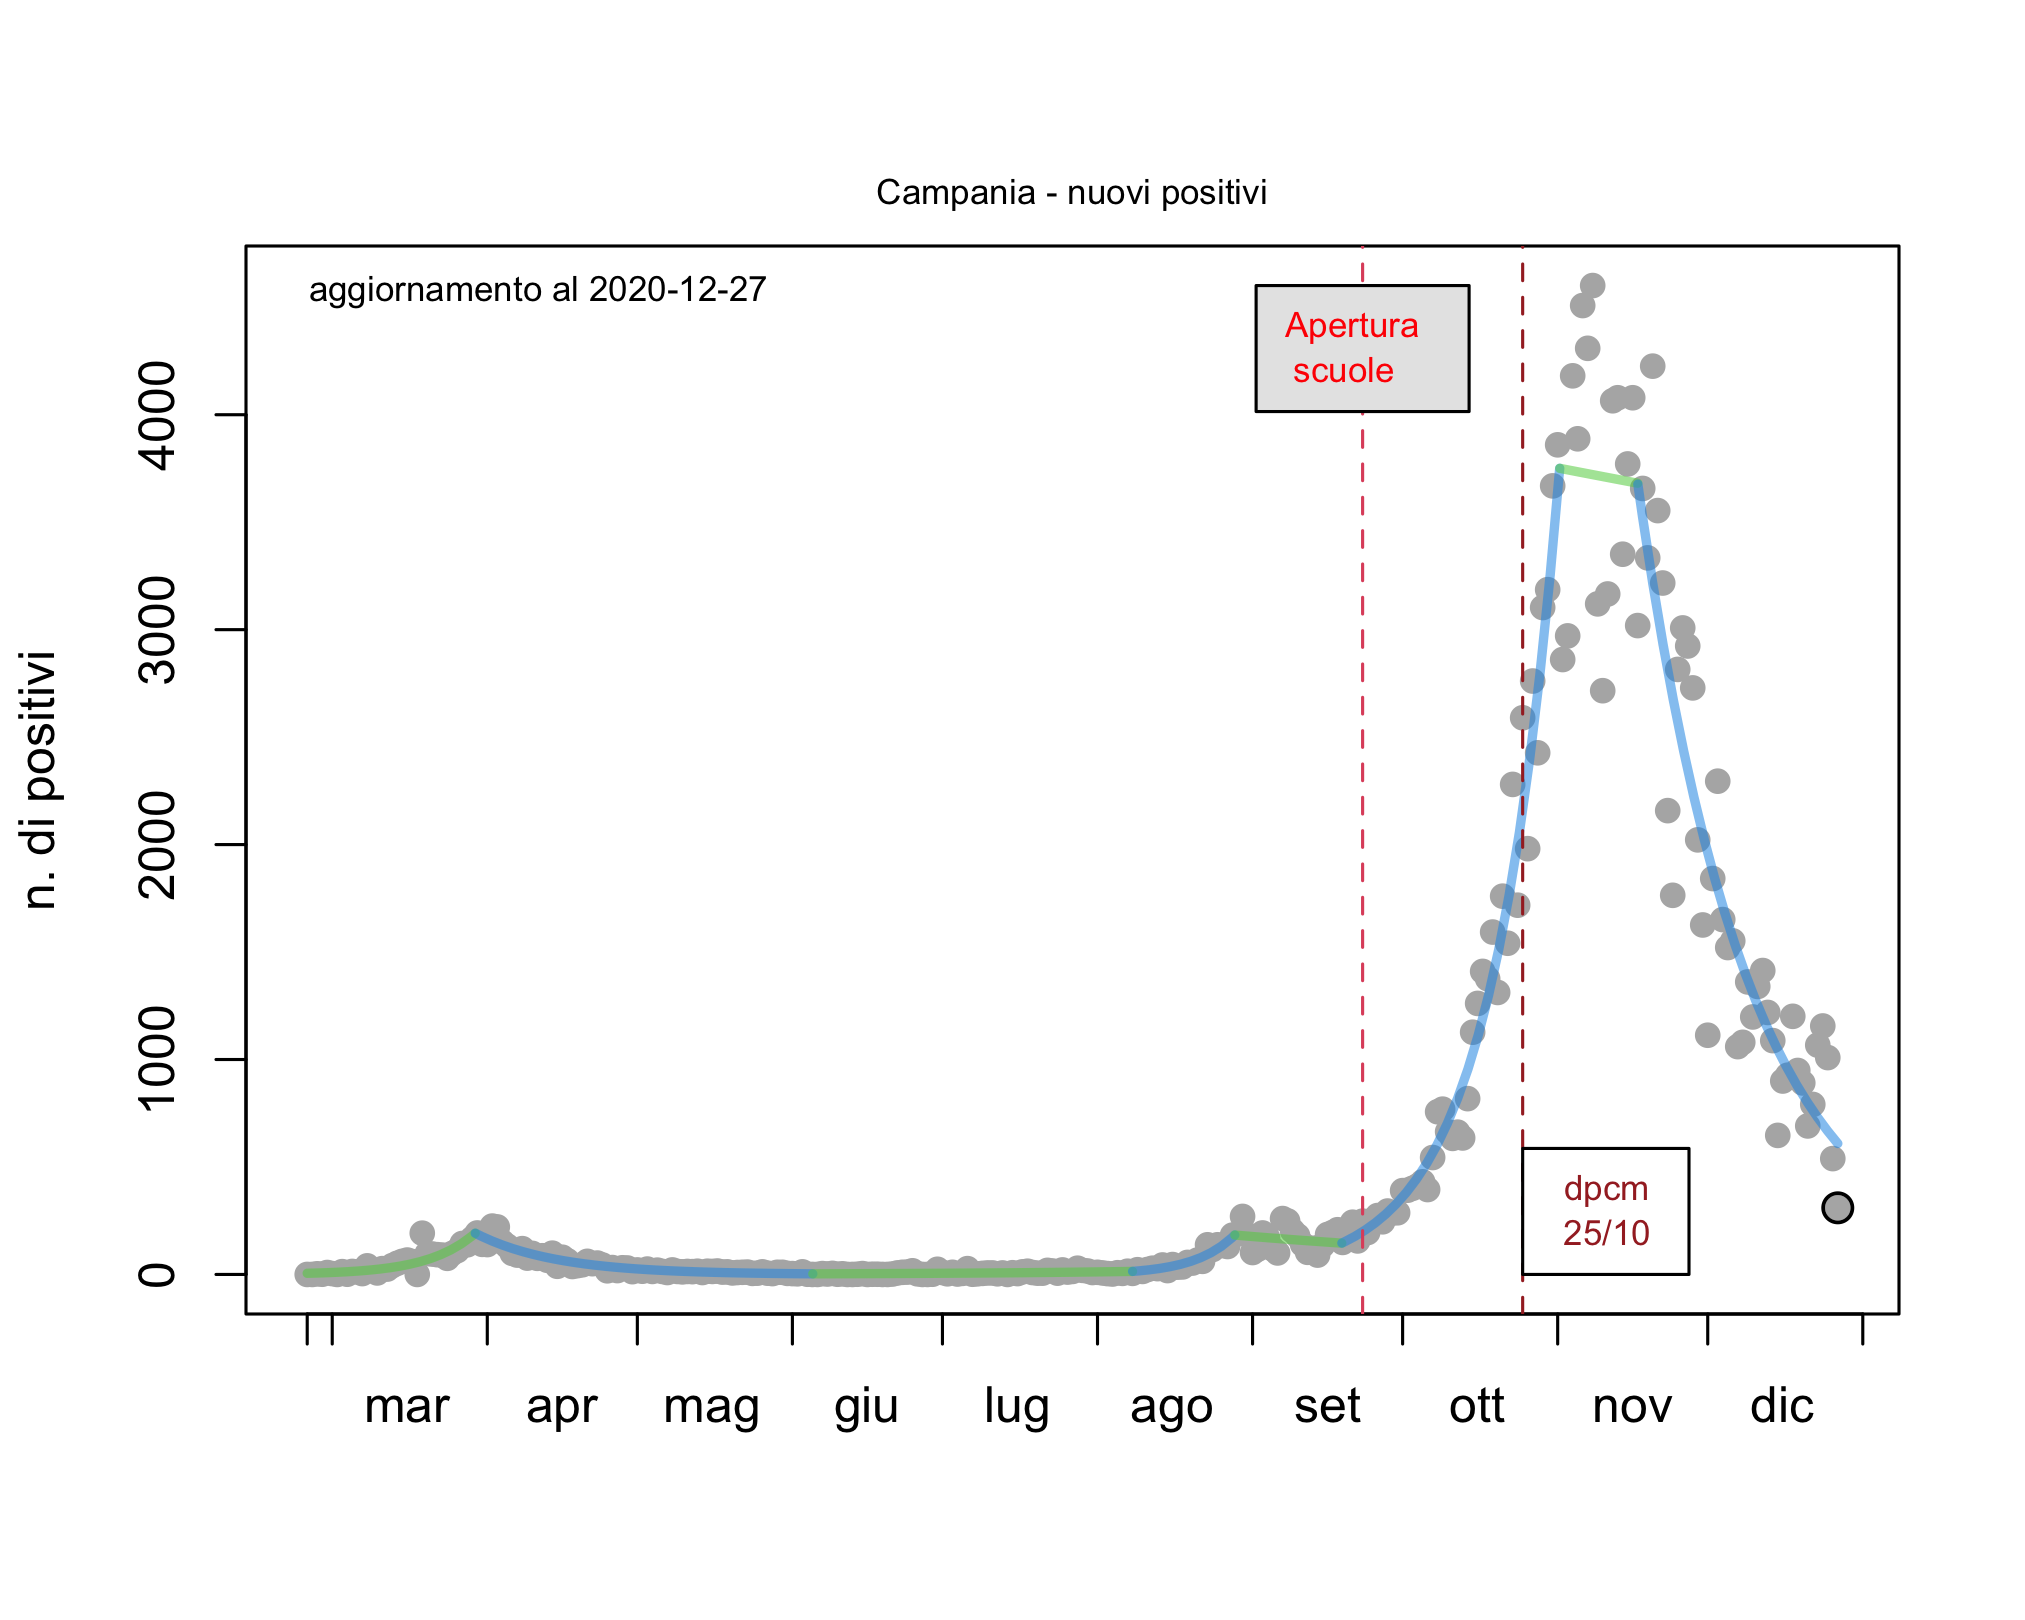 Campania - nuovi positivi
aggiornamento al 2020-12-27
Apertura
scuole
n. di positivi
4000
3000
2000
1000
0
dpcm
25/10
mar apr mag giu lug ago set ott nov dic